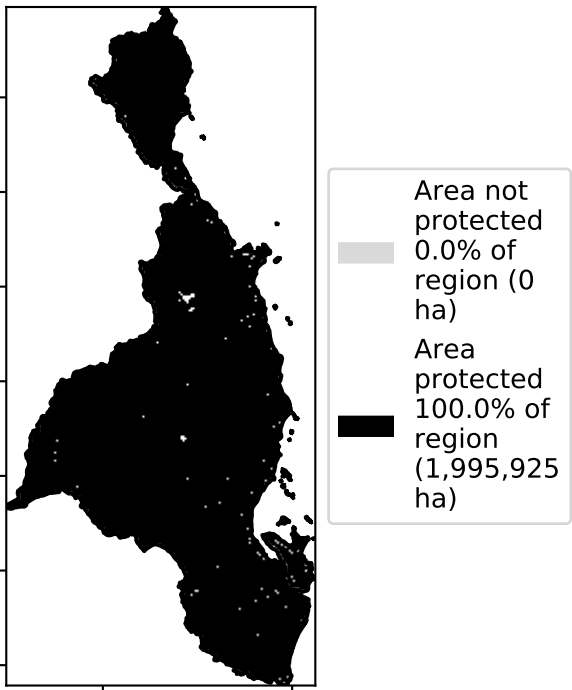 Area not
protected
0.0% of
region (0
ha)
Area
protected
100.0% of
region
(1,995,925
ha)